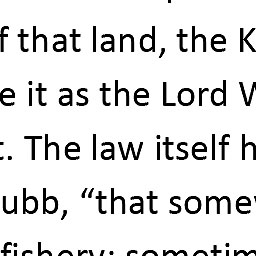 f that land, the K
e it as the Lord W
t. The law itself h
ubb, “that somew
fishery; sometim